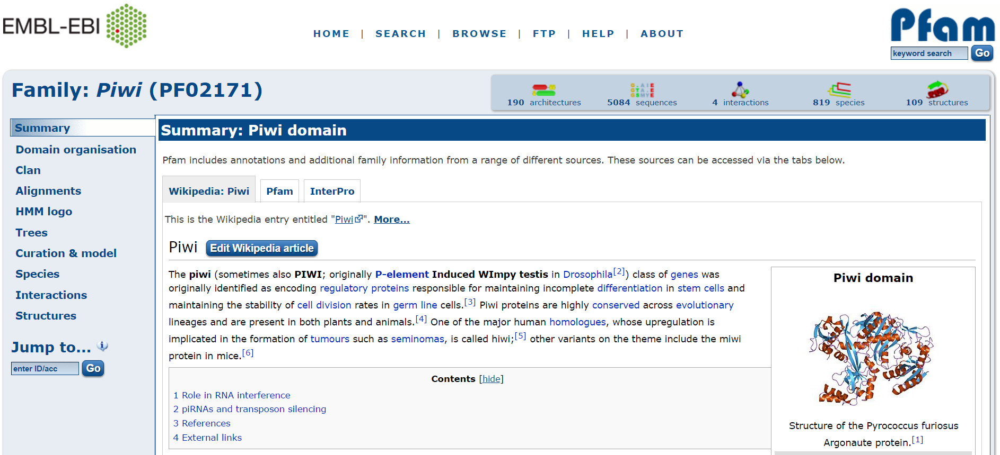 EMBL-EBI
HOME | SEARCH | BROWSE | FTP | HELP | ABOUT
Pfam
keyword search Go
Family: Piwi (PF02171)
190 architectures 5084 sequences 4 interactions 819 species 109 structures
Summary
Domain organisation
Clan
Alignments
HMM logo
Trees
Curation & model
Species
Interactions
Structures
Jump to...
enter ID/acc Go
Summary: Piwi domain
Pfam includes annotations and additional family information from a range of different sources. These sources can be accessed via the tabs below.
Wikipedia: Piwi Pfam InterPro
This is the Wikipedia entry entitled "Piwi". More...
Piwi Edit Wikipedia article
The piwi (sometimes also PIWI; originally P-element Induced WImpy testis in Drosophila[2]) class of genes was
originally identified as encoding regulatory proteins responsible for maintaining incomplete differentiation in stem cells and
maintaining the stability of cell division rates in germ line cells.[3] Piwi proteins are highly conserved across evolutionary
lineages and are present in both plants and animals.[4] One of the major human homologues, whose upregulation is
implicated in the formation of tumours such as seminomas, is called hiwi;[5] other variants on the theme include the miwi
protein in mice.[6]
Contents [hide]
1 Role in RNA interference
2 piRNAs and transposon silencing
3 References
4 External links
Piwi domain
Structure of the Pyrococcus furiosus
Argonaute protein.[1]